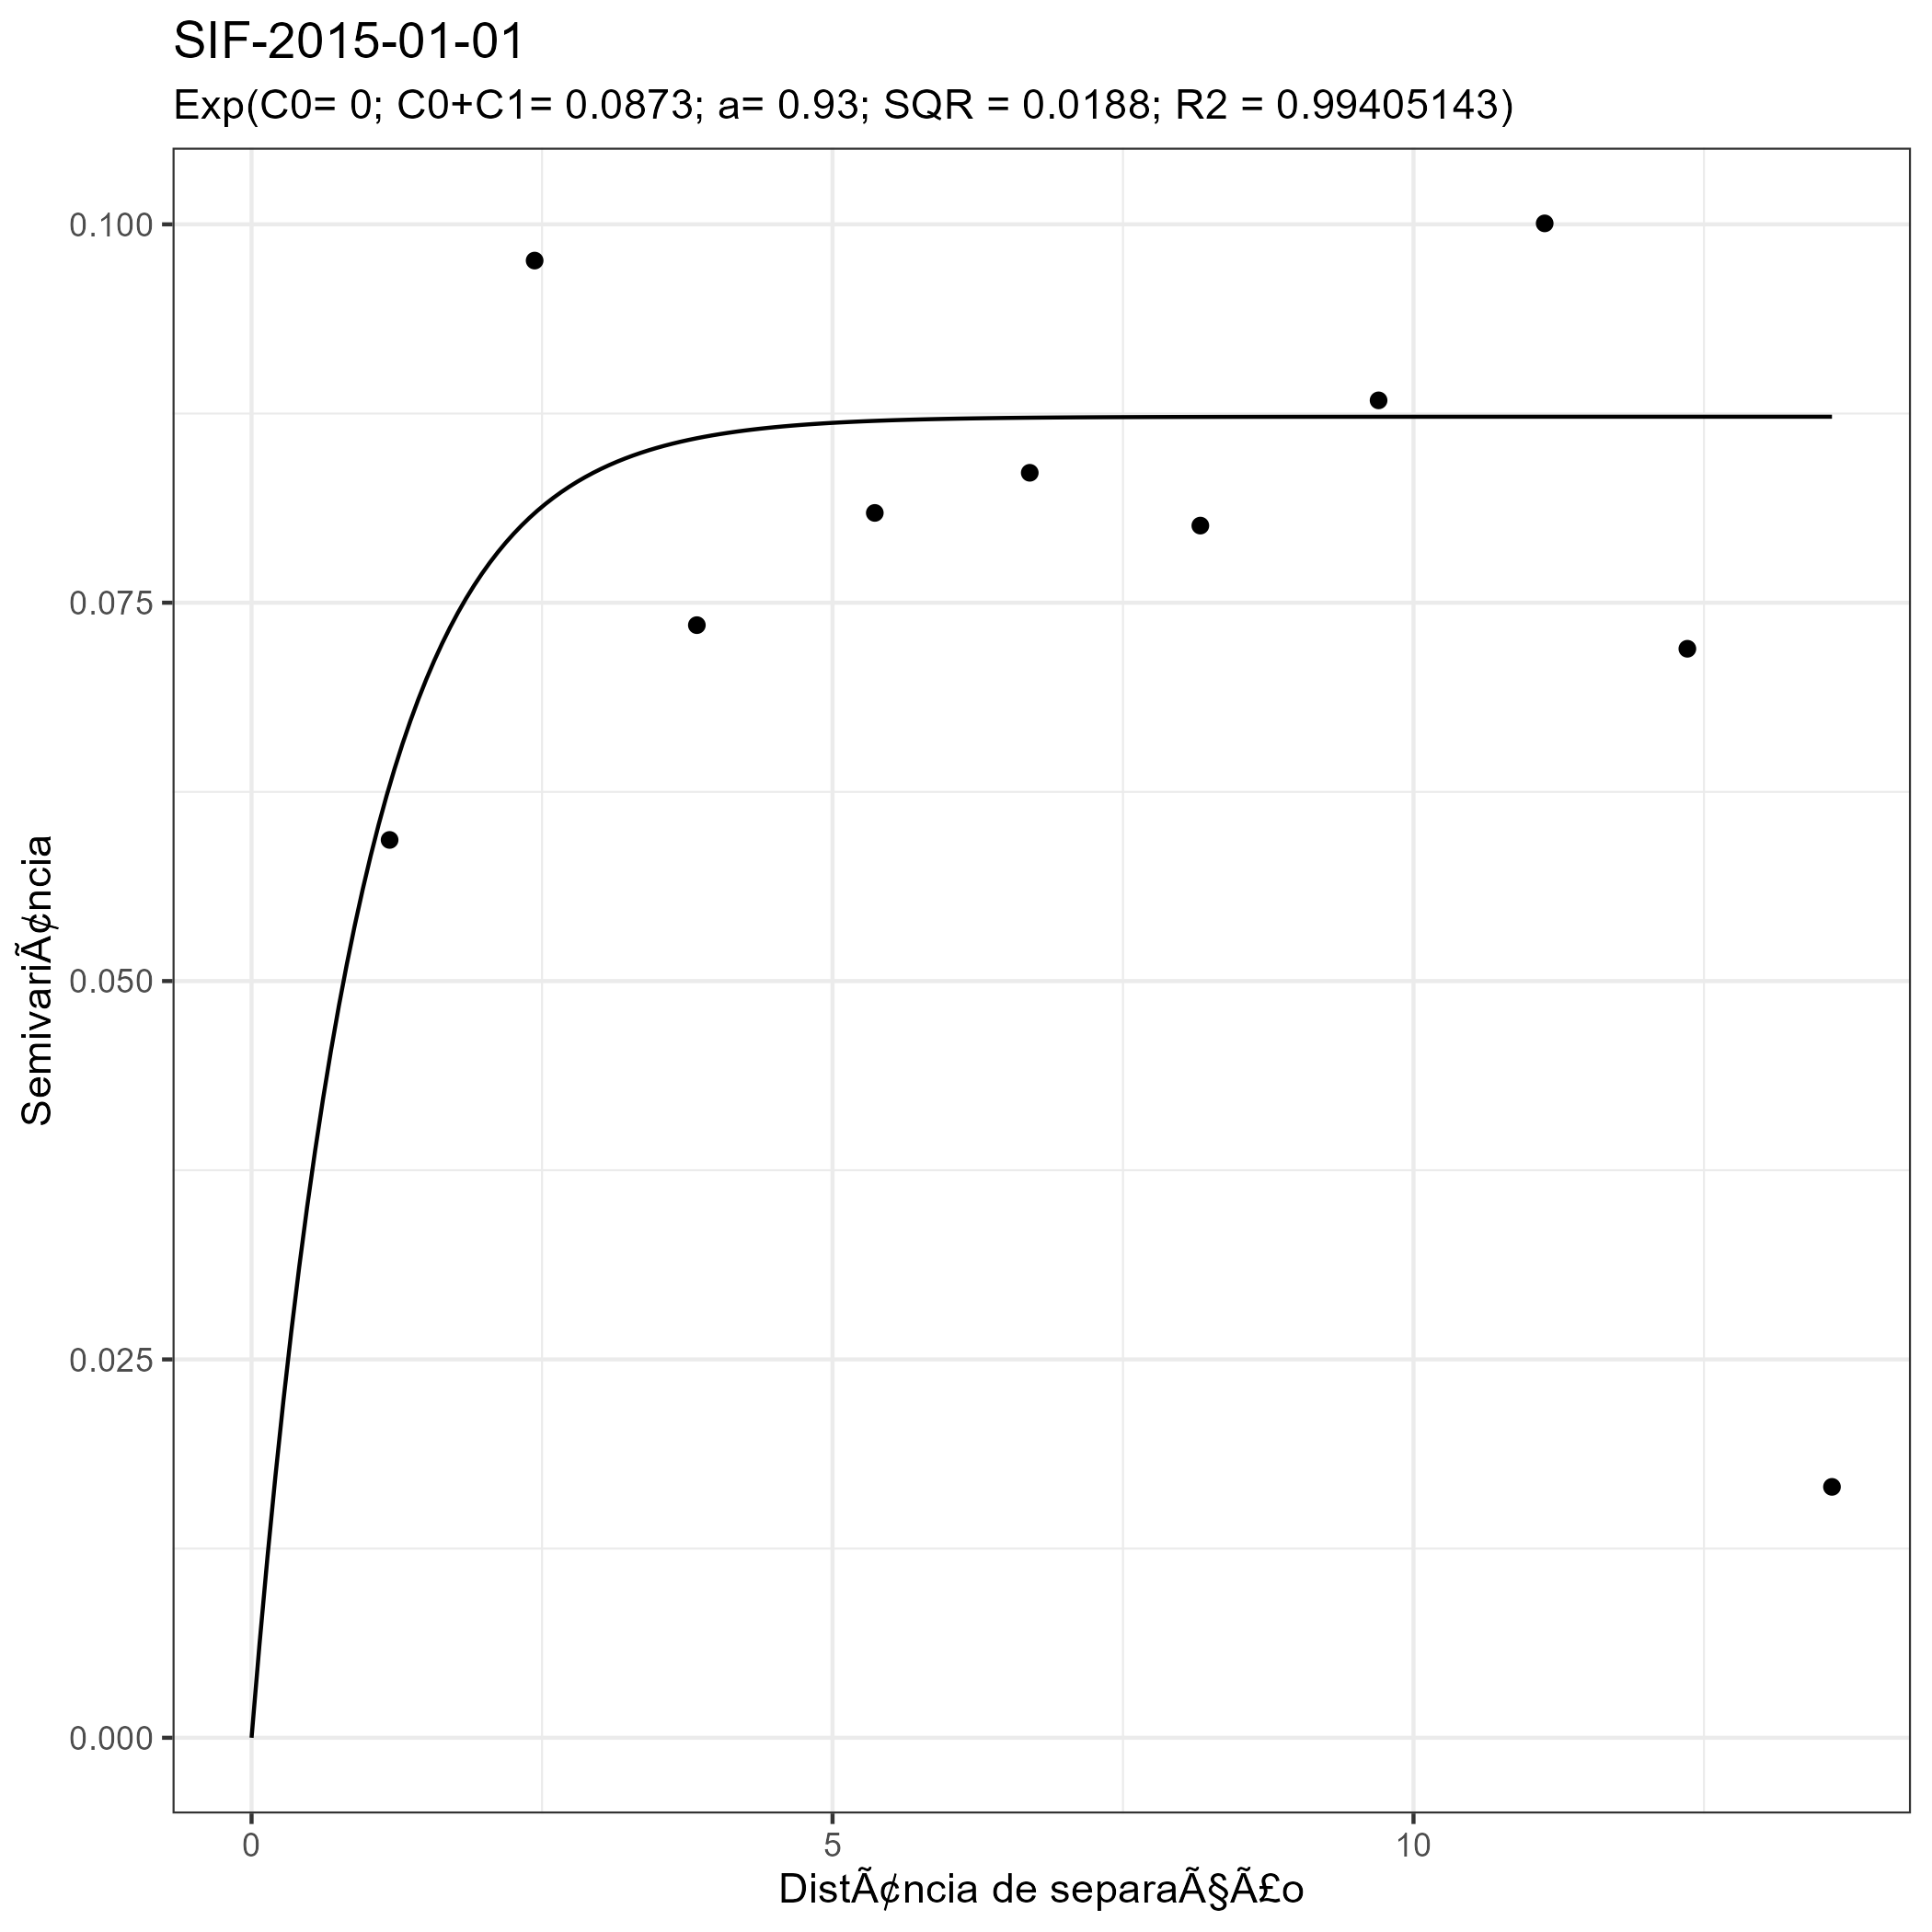 SIF-2015-01-01
Exp(C0= 0; C0+C1= 0.0873; a= 0.93; SQR = 0.0188; R2 = 0.99405143)
0.100
0.075
0.050
0.025
0.000
SemivariÃ¢ncia
0
5
10
DistÃ¢ncia de separaÃ§Ã£o